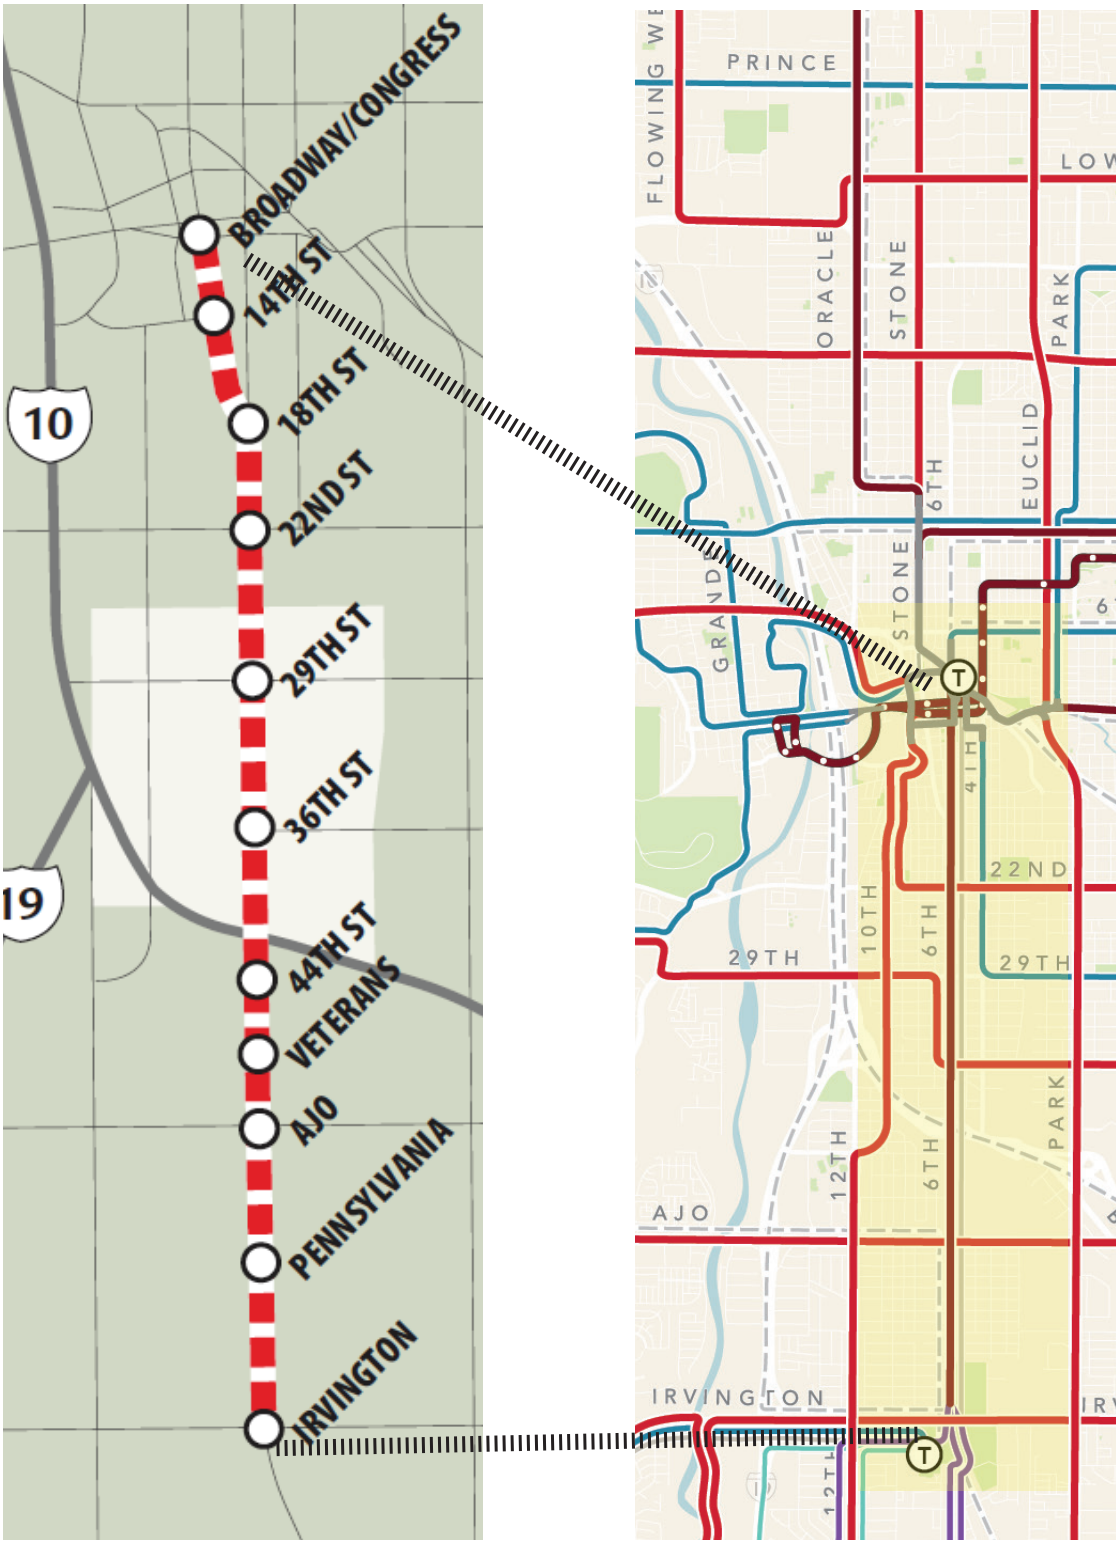 BROADWAY/CONGRESS
14TH ST
18TH ST
10
22ND ST
29TH ST
36TH ST
19
44TH ST
VETERANS
AJO
PENNSYLVANIA
IRVINGTON
FLOWING WE
PRINCE
LOW
ORACLE
STONE
PARK
6TH
EUCLID
GRANDE
STONE
6T
T
4TH
10TH
6TH
22ND
29TH
29TH
12TH
6TH
PARK
AJO
IRVINGTON
IRV
T
12TH